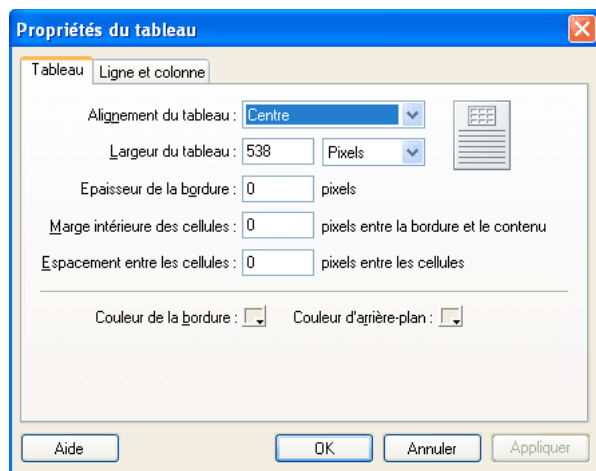 Propriétés du tableau
Tableau Ligne et colonne
Alignement du tableau : Centre
Largeur du tableau : 538 Pixels
Epaisseur de la bordure : 0 pixels
Marge intérieure des cellules : 0 pixels entre la bordure et le contenu
Espacement entre les cellules : 0 pixels entre les cellules
Couleur de la bordure : Couleur d'arrière-plan :
Aide OK Annuler Appliquer